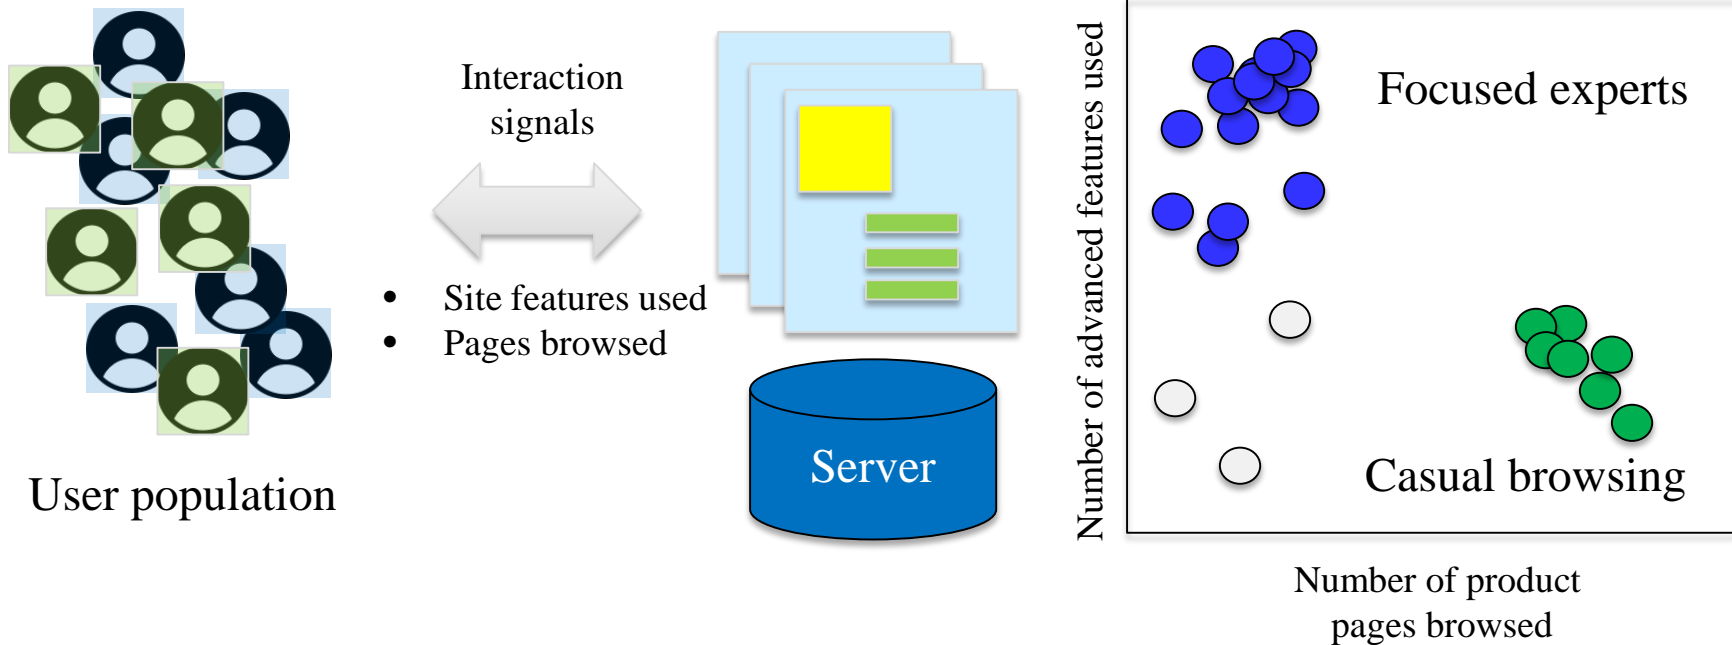 User population
Interaction
signals
• Site features used
• Pages browsed
Server
Number of advanced features used
Focused experts
Casual browsing
Number of product
pages browsed